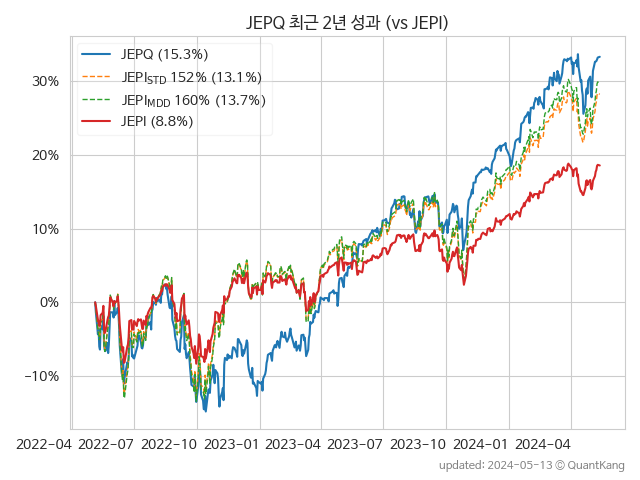 JEPQ 최근 2년 성과 (vs JEPI)
JEPQ (15.3%)
JEPI_STD 152% (13.1%)
JEPI_MDD 160% (13.7%)
JEPI (8.8%)
30%
20%
10%
0%
−10%
2022−04 2022−07 2022−10 2023−01 2023−04 2023−07 2023−10 2024−01 2024−04
updated: 2024-05-13 © QuantKang